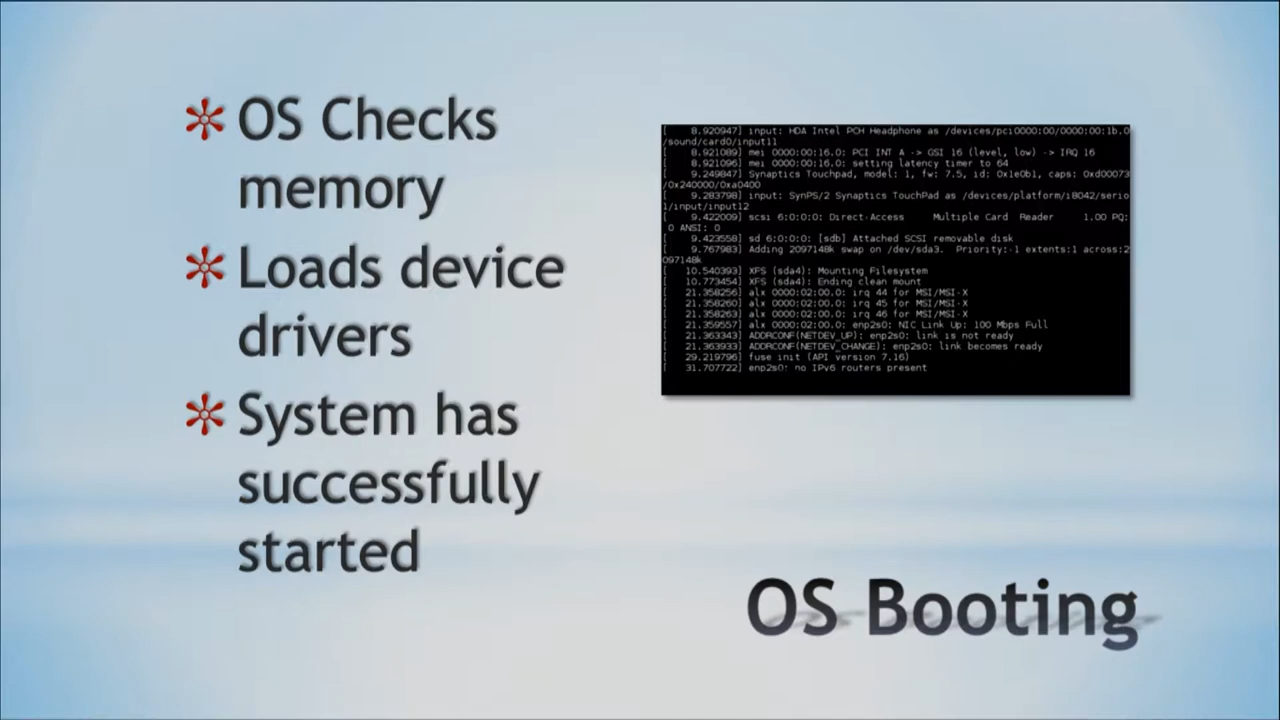 * OS Checks
memory
* Loads device
drivers
* System has
successfully
started
[ 8.920947] input: HDA Intel PCH Headphone as /devices/pci0000:00/0000:00:1b.0
/sound/card0/input11
[ 8.921089] mei 0000:00:16.0: PCI INT A -> GSI 16 (level, low) -> IRQ 16
[ 8.921096] mei 0000:00:16.0: setting latency timer to 64
[ 9.249847] Synaptics Touchpad, model: 1, fw: 7.5, id: 0x1e0b1, caps: 0xd00073
/0x240000/0xa0400
[ 9.283798] input: SynPS/2 Synaptics TouchPad as /devices/platform/i8042/serio
1/input/input12
[ 9.422009] scsi 6:0:0:0: Direct-Access Multiple Card Reader 1.00 PQ:
0 ANSI: 0
[ 9.423558] sd 6:0:0:0: [sdb] Attached SCSI removable disk
[ 9.767983] Adding 2097148k swap on /dev/sda3. Priority:-1 extents:1 across:2
097148k
[ 10.540393] XFS (sda4): Mounting Filesystem
[ 10.773454] XFS (sda4): Ending clean mount
[ 21.358256] alx 0000:02:00.0: irq 44 for MSI/MSI-X
[ 21.358260] alx 0000:02:00.0: irq 45 for MSI/MSI-X
[ 21.358263] alx 0000:02:00.0: irq 46 for MSI/MSI-X
[ 21.359557] alx 0000:02:00.0: enp2s0: NIC Link Up: 100 Mbps Full
[ 21.363343] ADDRCONF(NETDEV_UP): enp2s0: link is not ready
[ 21.363933] ADDRCONF(NETDEV_CHANGE): enp2s0: link becomes ready
[ 29.219796] fuse init (API version 7.16)
[ 31.707722] enp2s0: no IPv6 routers present
OS Booting